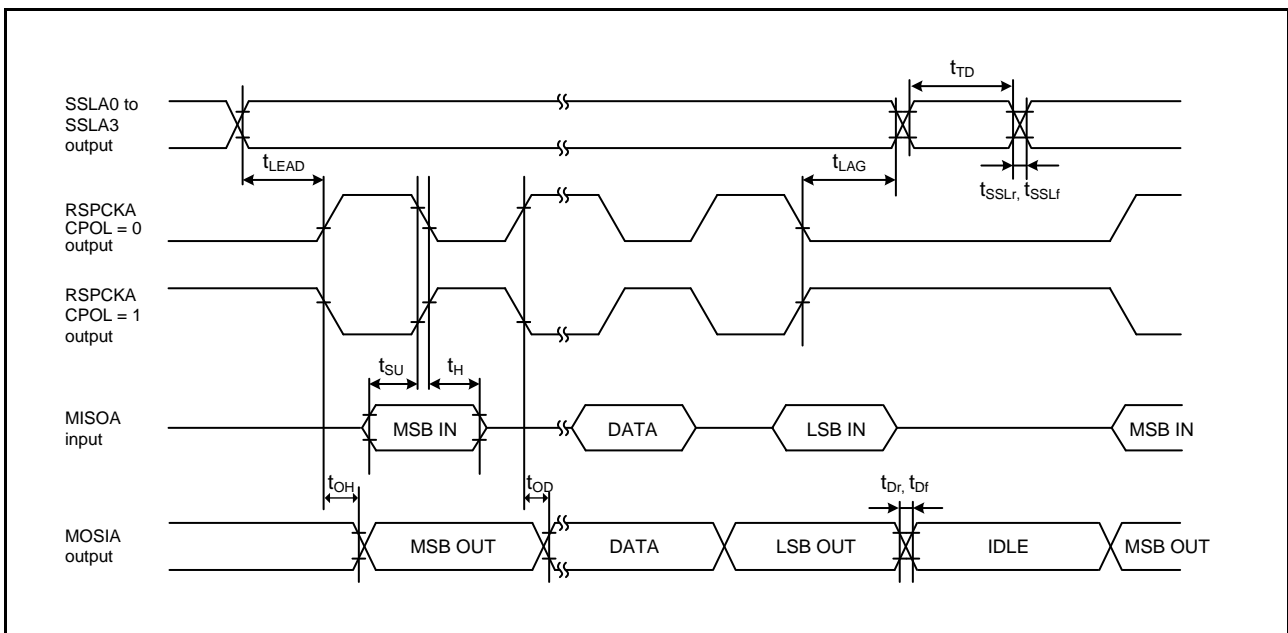 SSLA0 to
SSLA3
output
tTD
tLEAD
tLAG
tSSLr, tSSLf
RSPCKA
CPOL = 0
output
RSPCKA
CPOL = 1
output
tSU
tH
MISOA
input
MSB IN
DATA
LSB IN
MSB IN
tOH
tOD
tDr, tDf
MOSIA
output
MSB OUT
DATA
LSB OUT
IDLE
MSB OUT